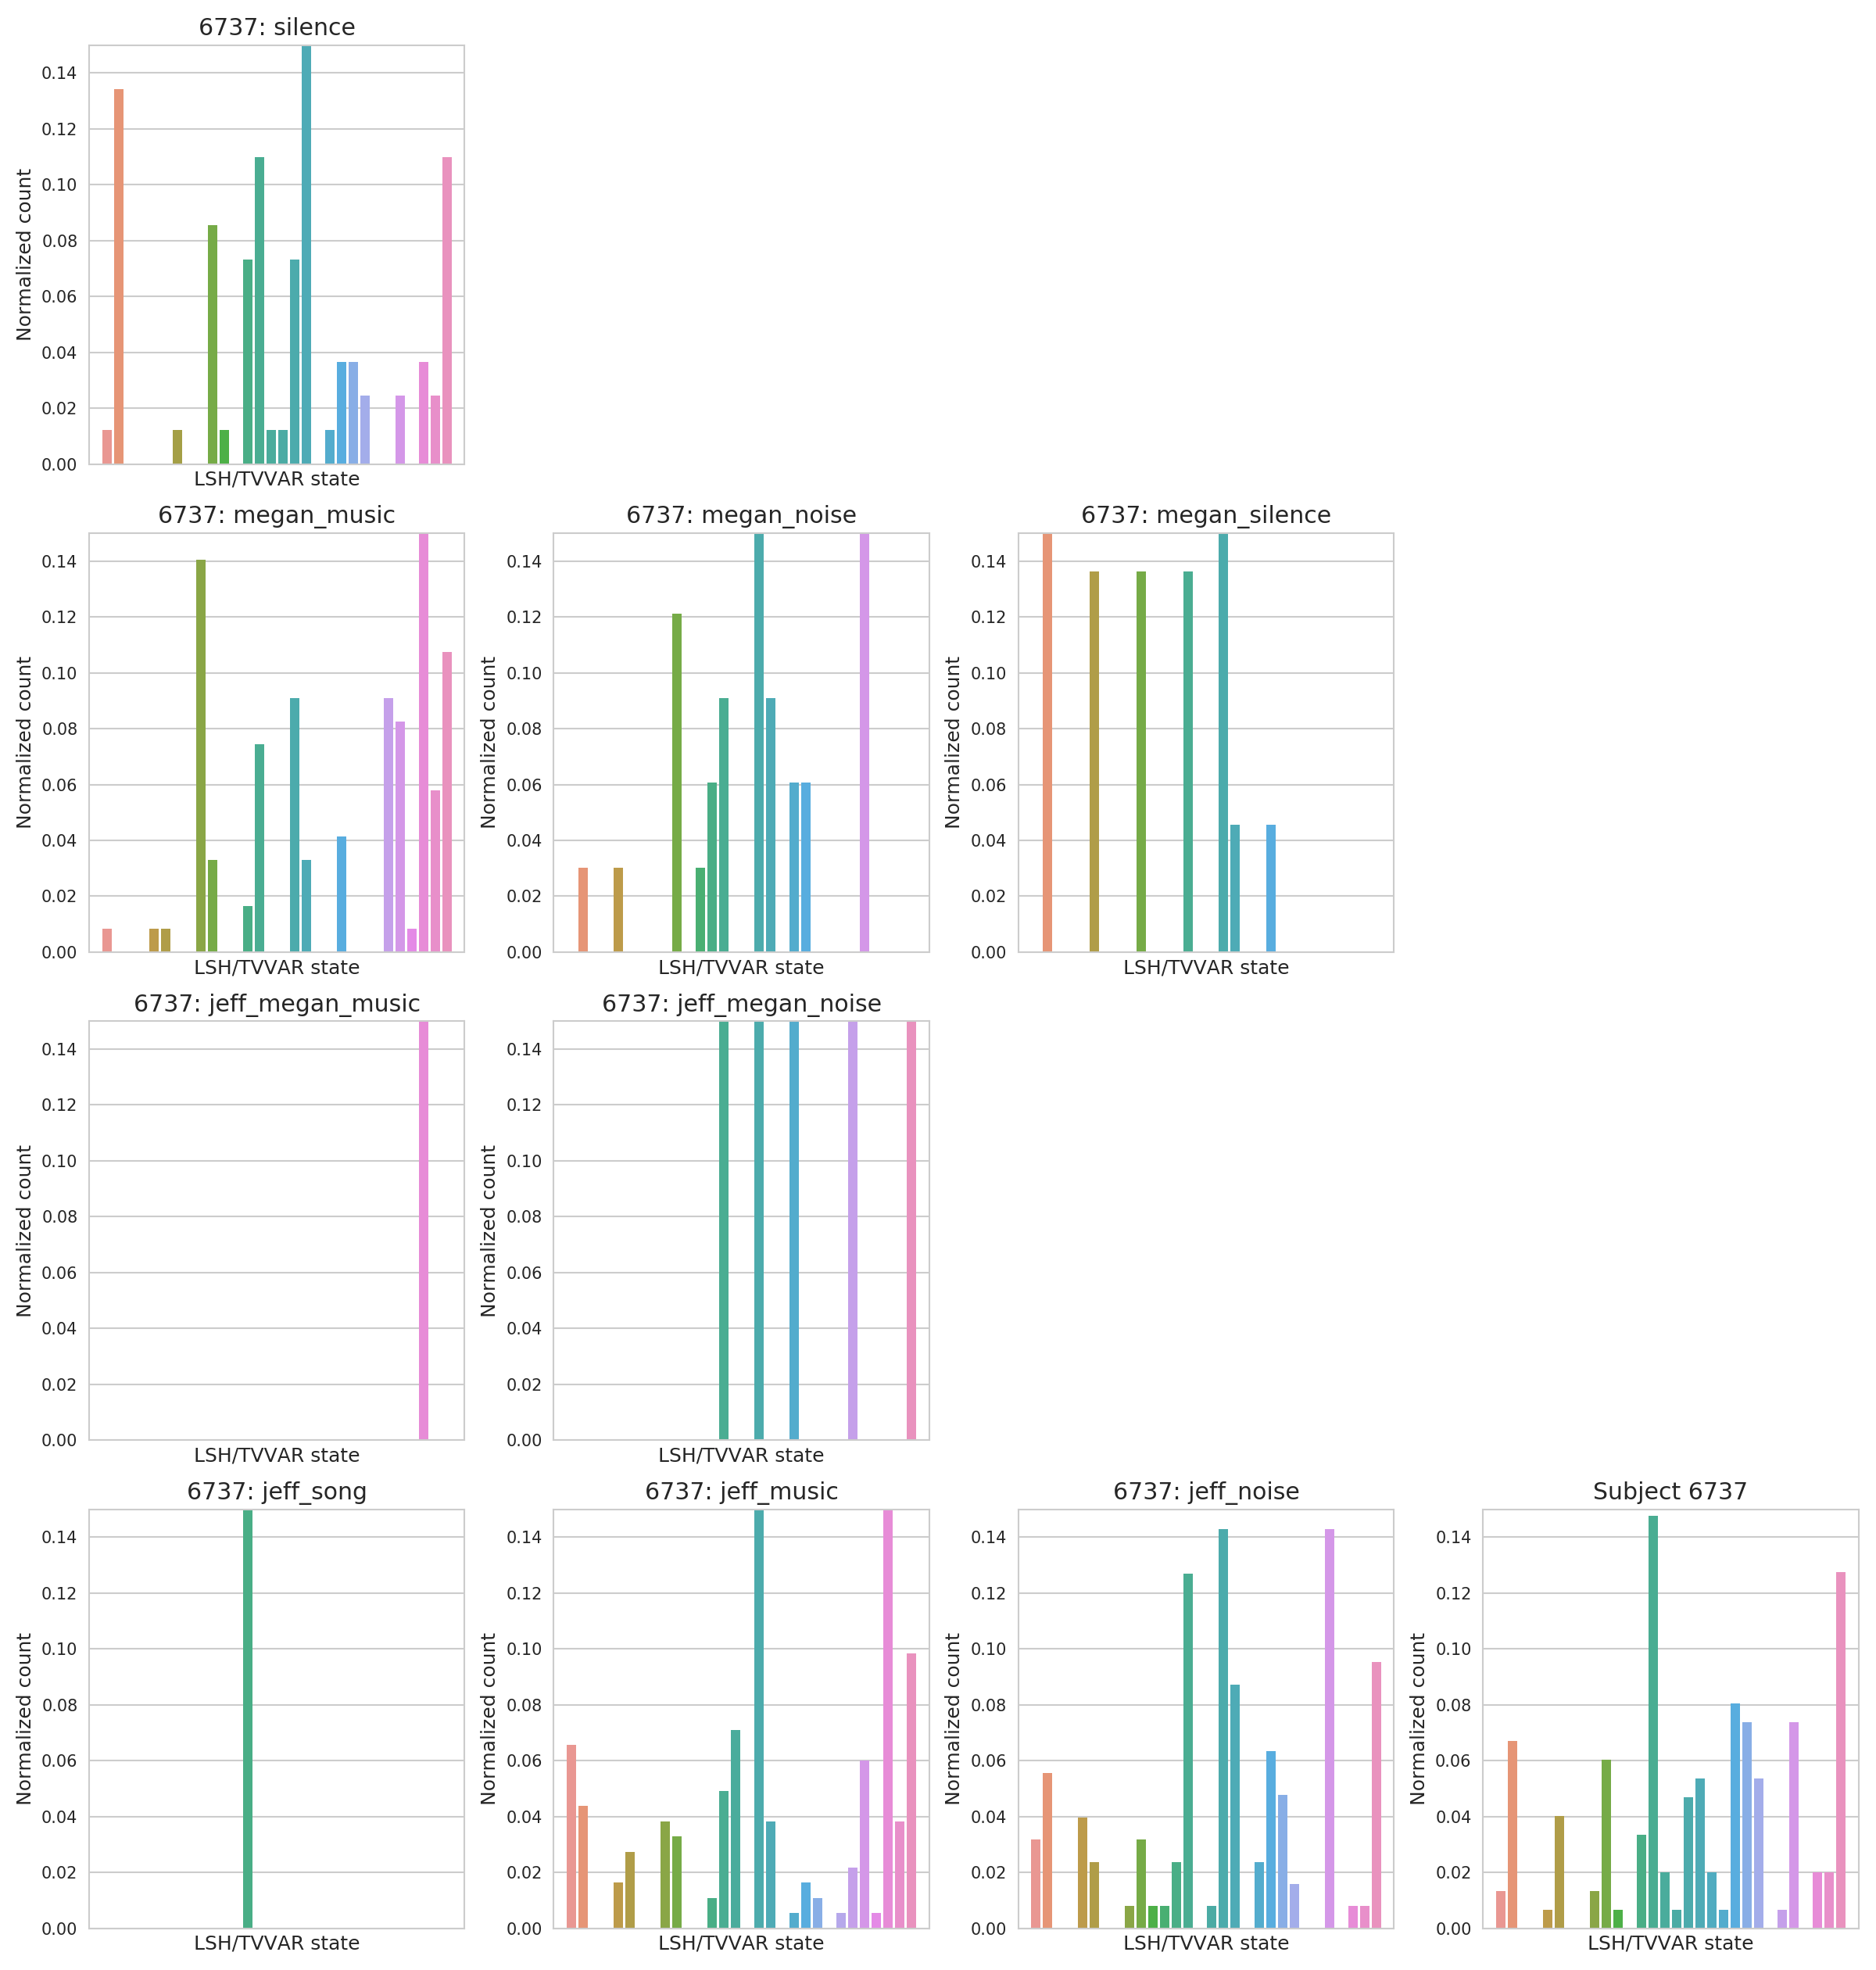 6737: silence
0.14
0.12
0.10
0.08
0.06
0.04
0.02
0.00
Normalized count
LSH/TVVAR state
6737: megan_music
0.14
0.12
0.10
0.08
0.06
0.04
0.02
0.00
Normalized count
LSH/TVVAR state
6737: megan_noise
0.14
0.12
0.10
0.08
0.06
0.04
0.02
0.00
Normalized count
LSH/TVVAR state
6737: megan_silence
0.14
0.12
0.10
0.08
0.06
0.04
0.02
0.00
Normalized count
LSH/TVVAR state
6737: jeff_megan_music
0.14
0.12
0.10
0.08
0.06
0.04
0.02
0.00
Normalized count
LSH/TVVAR state
6737: jeff_megan_noise
0.14
0.12
0.10
0.08
0.06
0.04
0.02
0.00
Normalized count
LSH/TVVAR state
6737: jeff_song
0.14
0.12
0.10
0.08
0.06
0.04
0.02
0.00
Normalized count
LSH/TVVAR state
6737: jeff_music
0.14
0.12
0.10
0.08
0.06
0.04
0.02
0.00
Normalized count
LSH/TVVAR state
6737: jeff_noise
0.14
0.12
0.10
0.08
0.06
0.04
0.02
0.00
Normalized count
LSH/TVVAR state
Subject 6737
0.14
0.12
0.10
0.08
0.06
0.04
0.02
0.00
Normalized count
LSH/TVVAR state